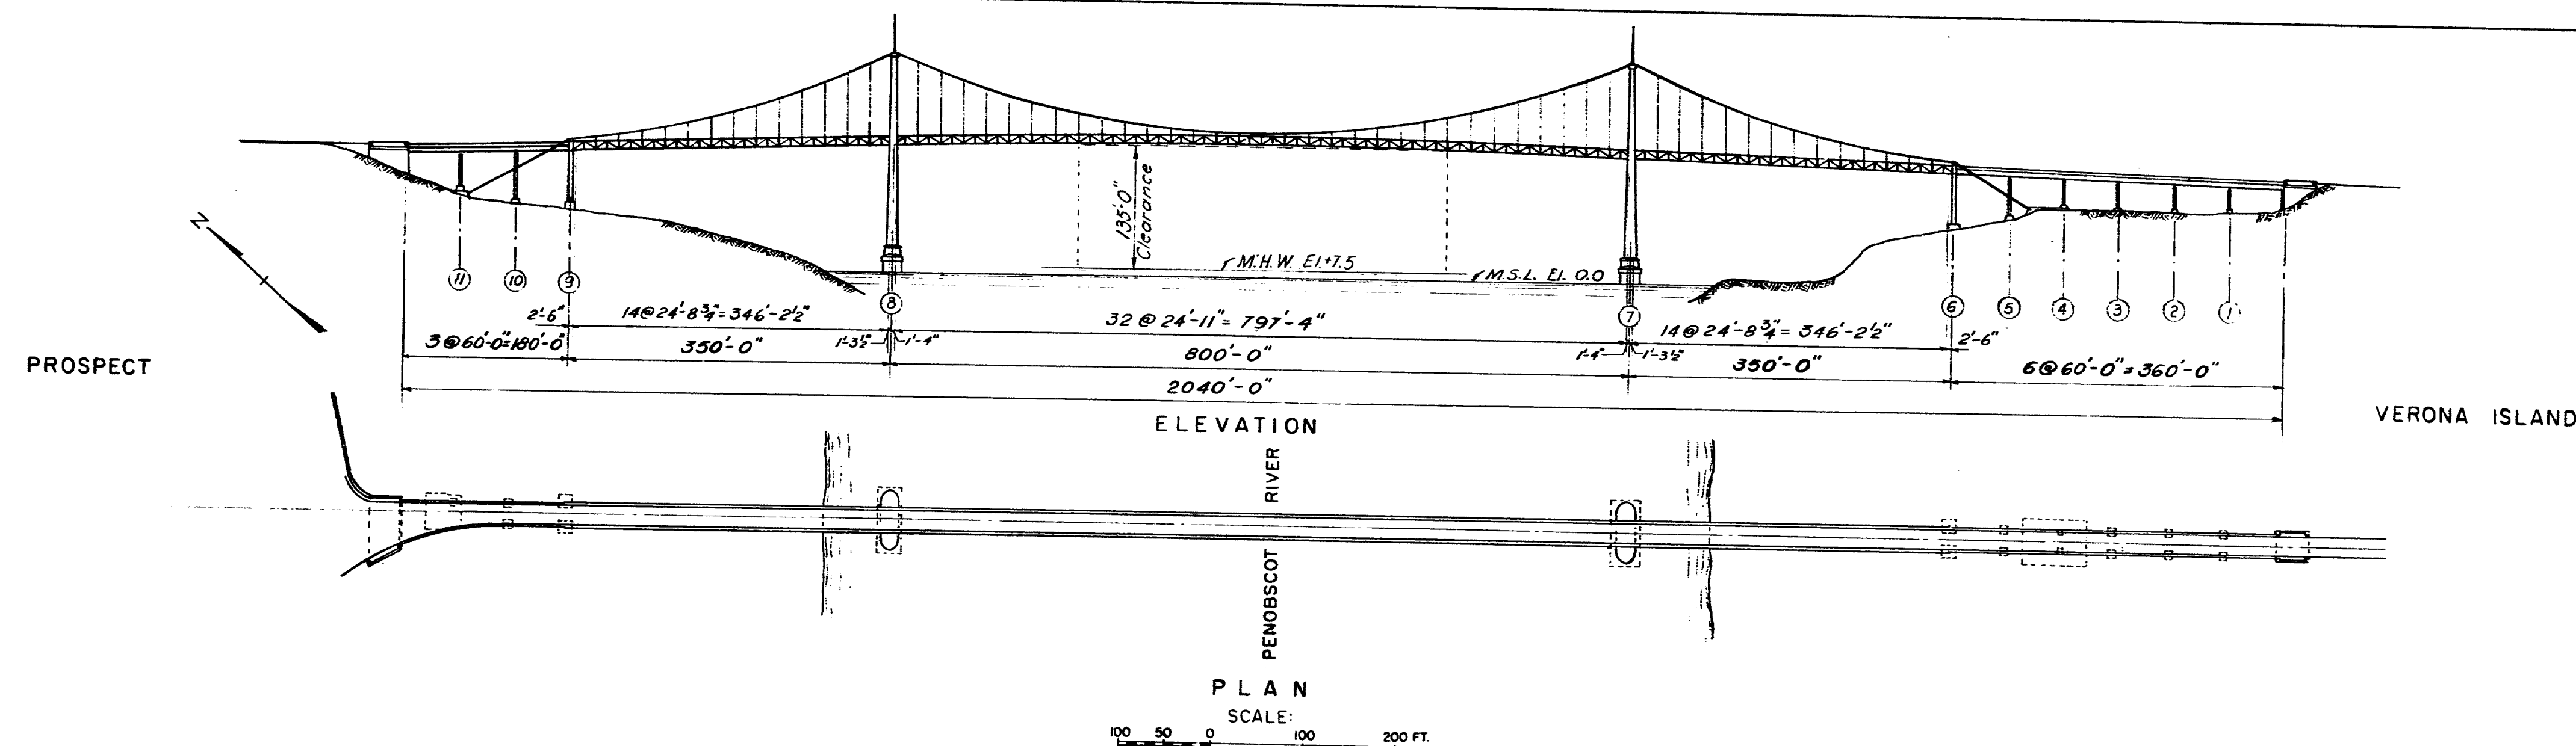 135'-0"
Clearance
M.H.W. El.+7.5
M.S.L. El. 0.0
N
11 10 9 8 7 6 5 4 3 2 1
2'-6" 14@24'-8¾"=346'-2½" 32@24'-11"=797'-4" 14@24'-8¾"=346'-2½" 2'-6"
3@60'-0"=180'-0" 350'-0" 1'-3½" 1'-4" 800'-0" 1'-4" 1'-3½" 350'-0" 6@60'-0"=360'-0"
2040'-0"
PROSPECT
ELEVATION
VERONA ISLAND
PENOBSCOT RIVER
PLAN
SCALE:
100 50 0 100 200 FT.